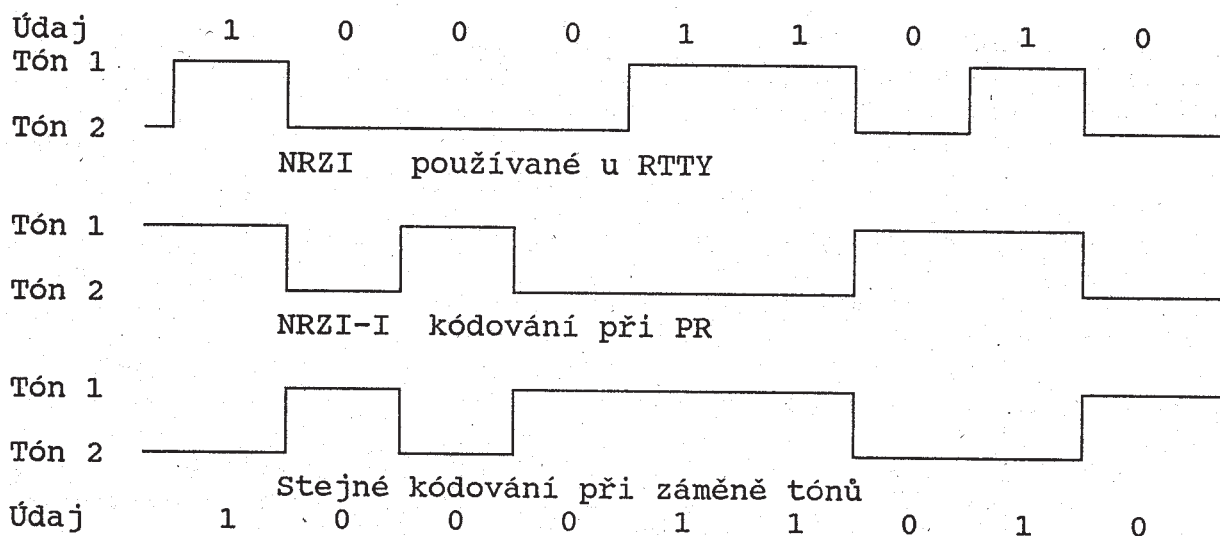 Údaj 1 0 0 0 1 1 0 1 0
Tón 1
Tón 2
NRZI používané u RTTY
Tón 1
Tón 2
NRZI-I kódování při PR
Tón 1
Tón 2
Stejné kódování při záměně tónů
Údaj 1 0 0 0 1 1 0 1 0